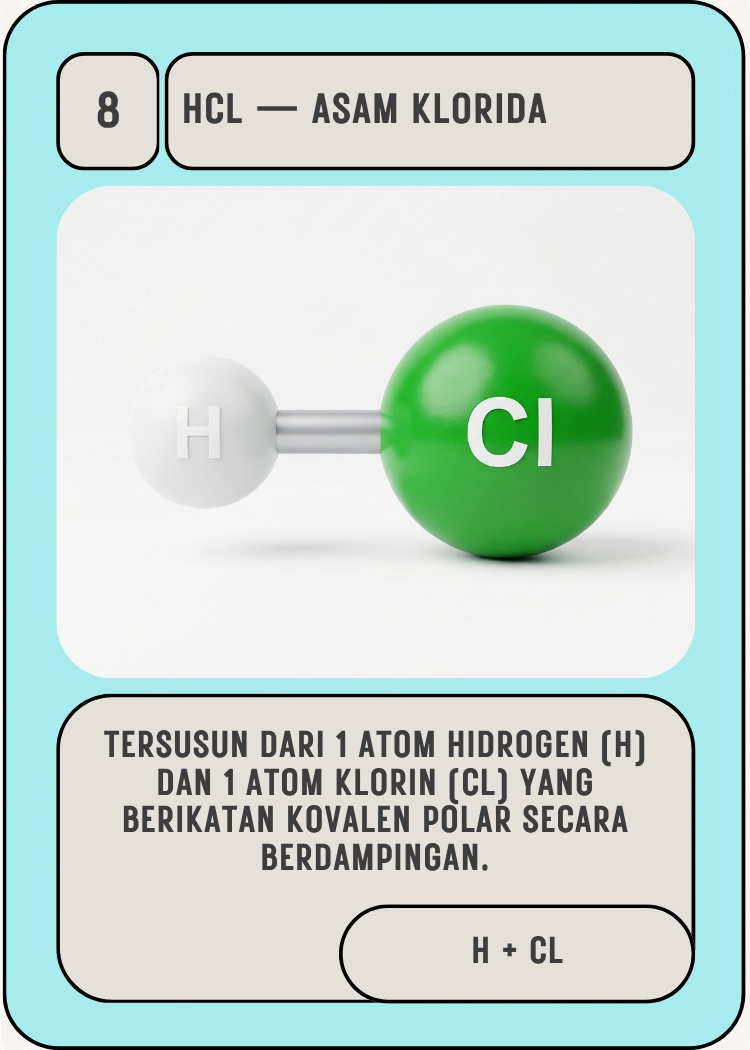 8
HCL — ASAM KLORIDA
H
Cl
TERSUSUN DARI 1 ATOM HIDROGEN (H)
DAN 1 ATOM KLORIN (CL) YANG
BERIKATAN KOVALEN POLAR SECARA
BERDAMPINGAN.
H + CL